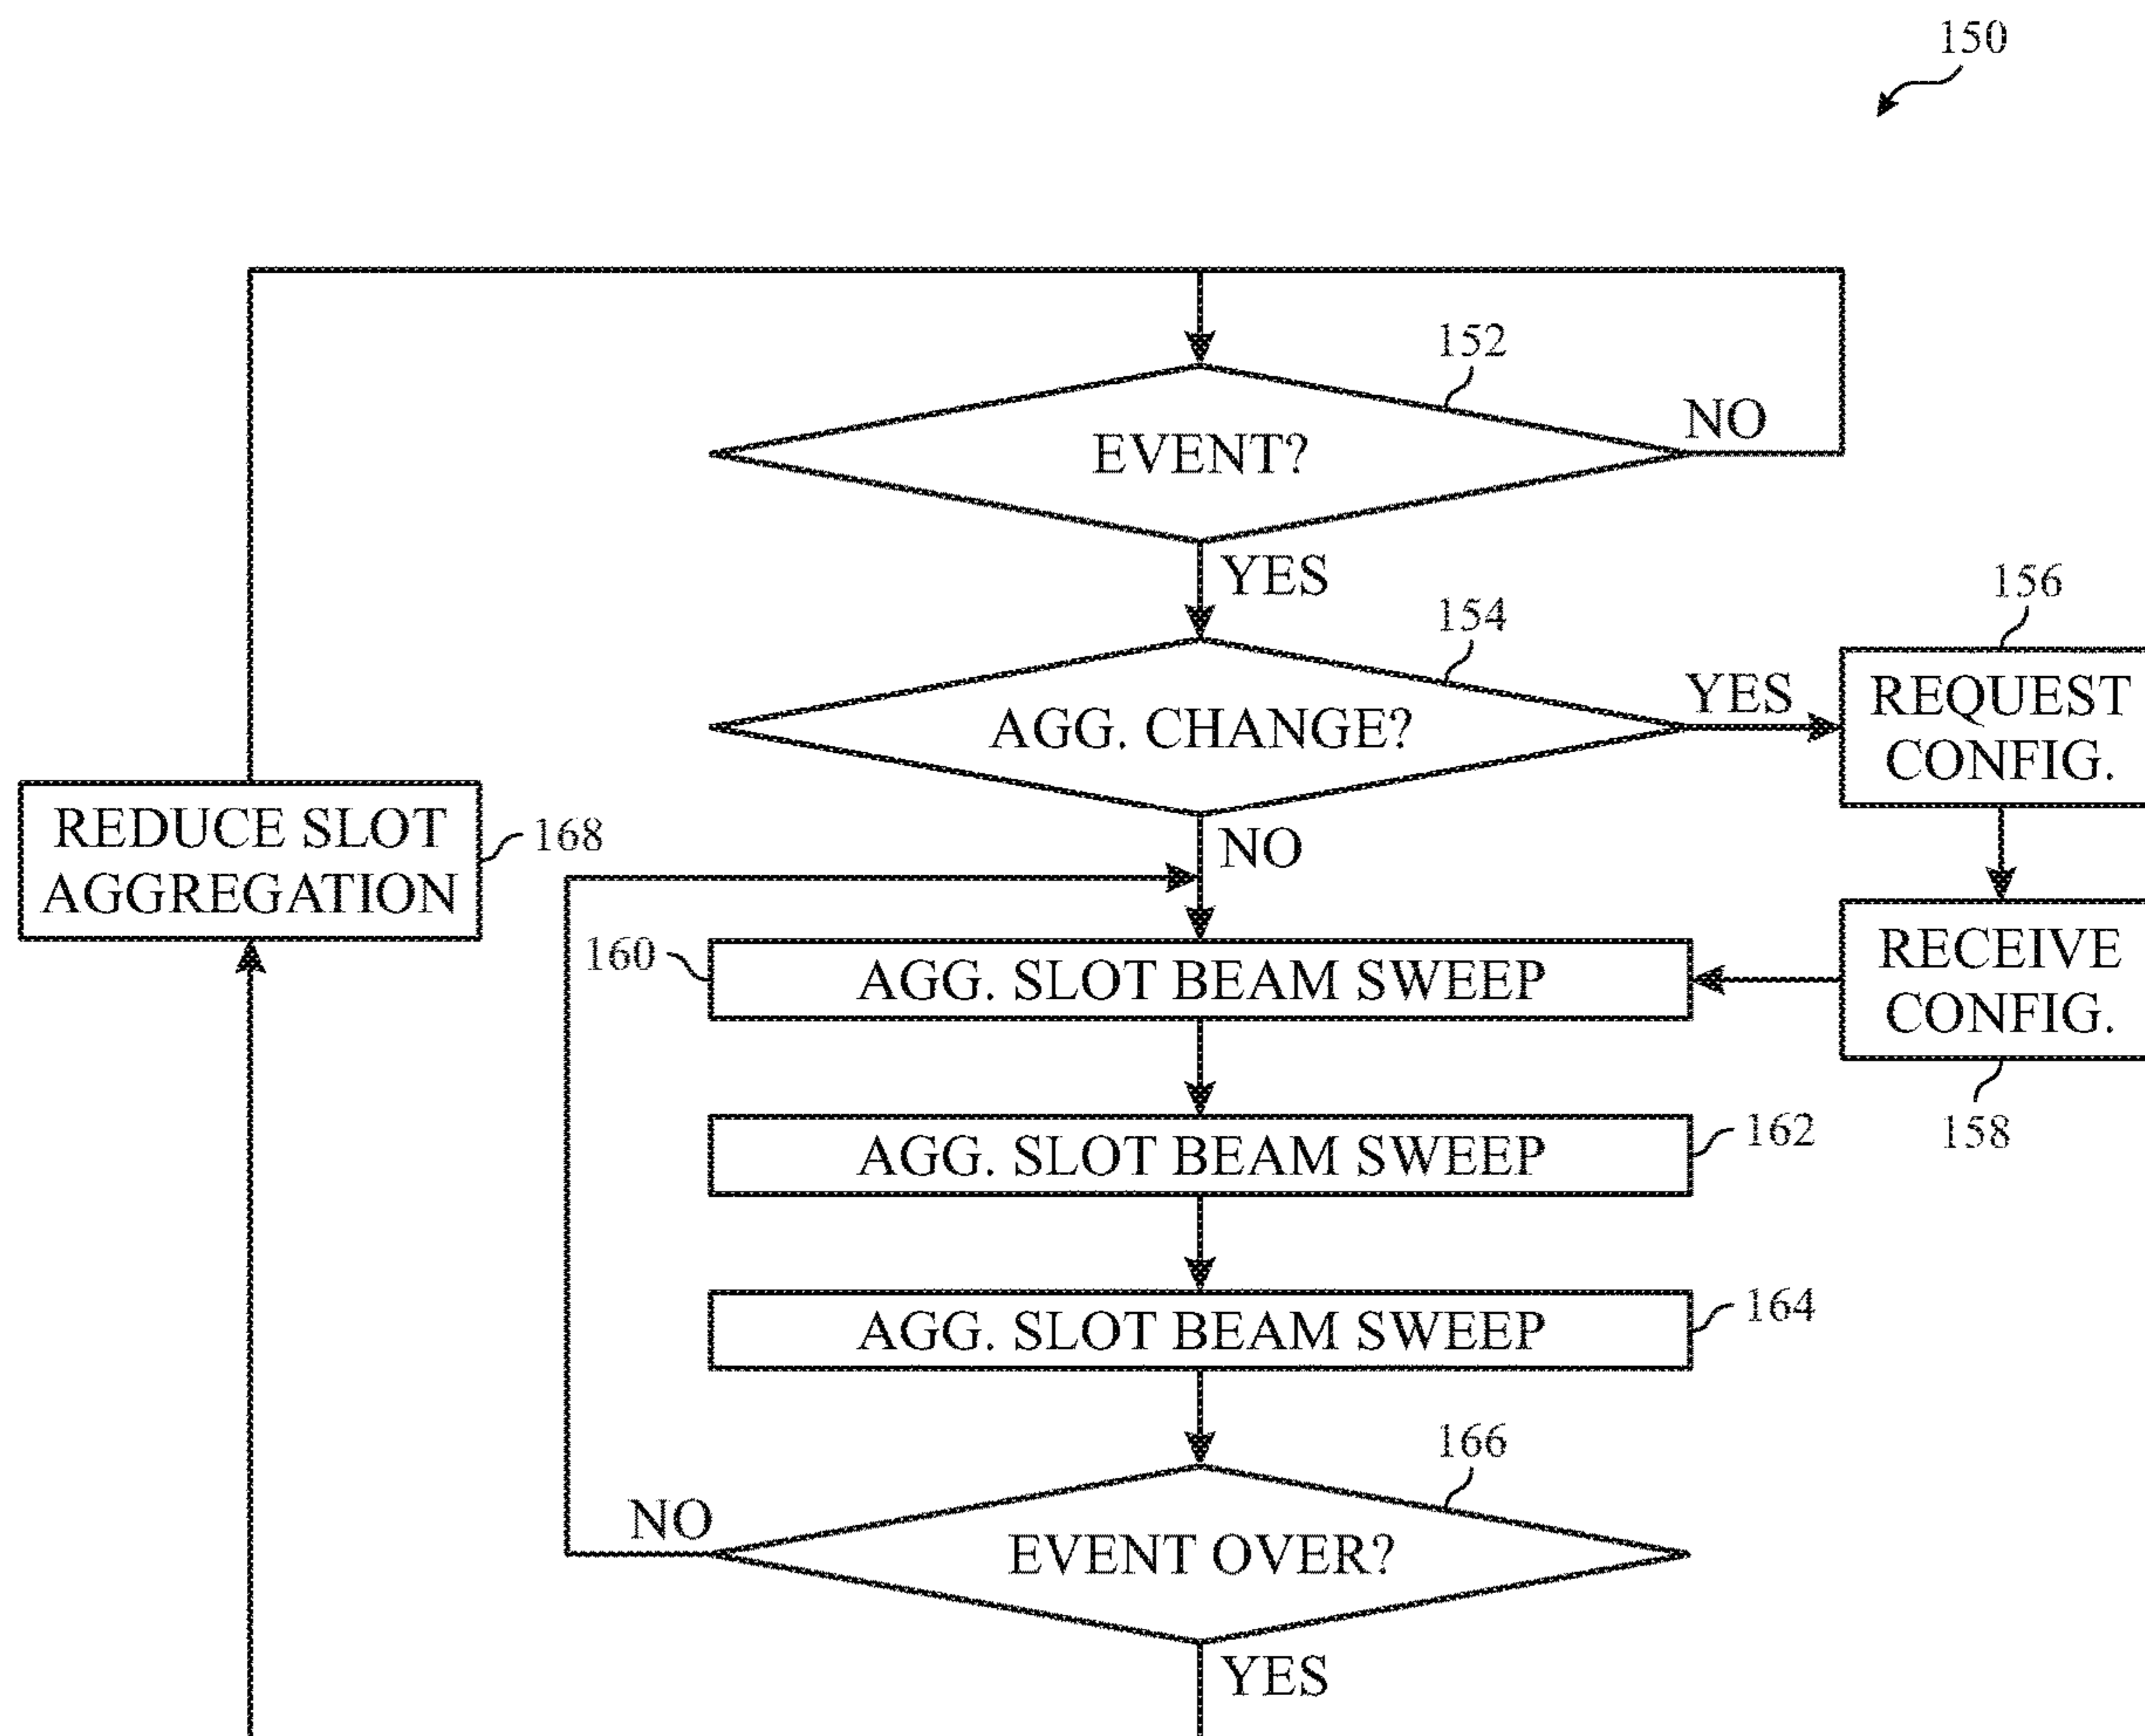 150
152
EVENT?
NO
YES
154
156
AGG. CHANGE?
YES
REQUEST
CONFIG.
REDUCE SLOT
AGGREGATION
168
NO
160
AGG. SLOT BEAM SWEEP
RECEIVE
CONFIG.
158
AGG. SLOT BEAM SWEEP
162
AGG. SLOT BEAM SWEEP
164
166
NO
EVENT OVER?
YES